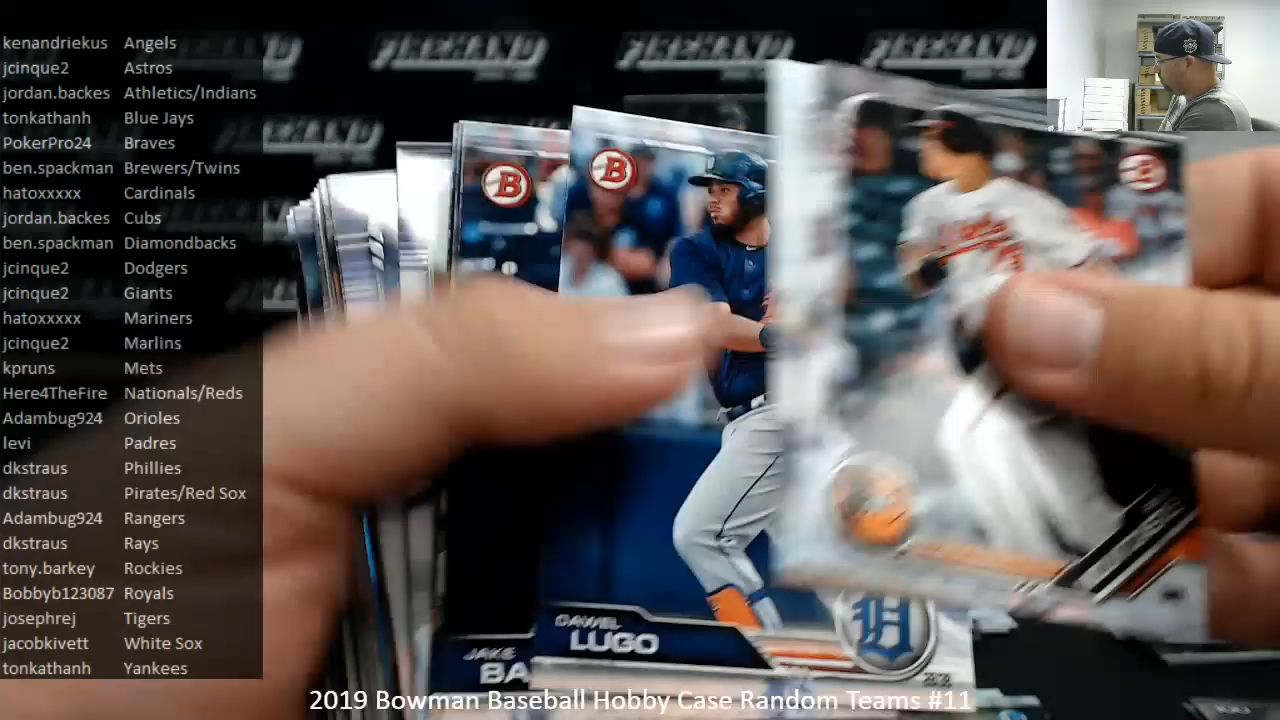 kenandriekus Angels
jcinque2 Astros
jordan.backes Athletics/Indians
tonkathanh Blue Jays
PokerPro24 Braves
ben.spackman Brewers/Twins
hatoxxxxx Cardinals
jordan.backes Cubs
ben.spackman Diamondbacks
jcinque2 Dodgers
jcinque2 Giants
hatoxxxxx Mariners
jcinque2 Marlins
kpruns Mets
Here4TheFire Nationals/Reds
Adambug924 Orioles
levi Padres
dkstraus Phillies
dkstraus Pirates/Red Sox
Adambug924 Rangers
dkstraus Rays
tony.barkey Rockies
Bobbyb123087 Royals
josephrej Tigers
jacobkivett White Sox
tonkathanh Yankees
B
B
B
DAWEL
LUGO
D
JAKE
BA
2019 Bowman Baseball Hobby Case Random Teams #11